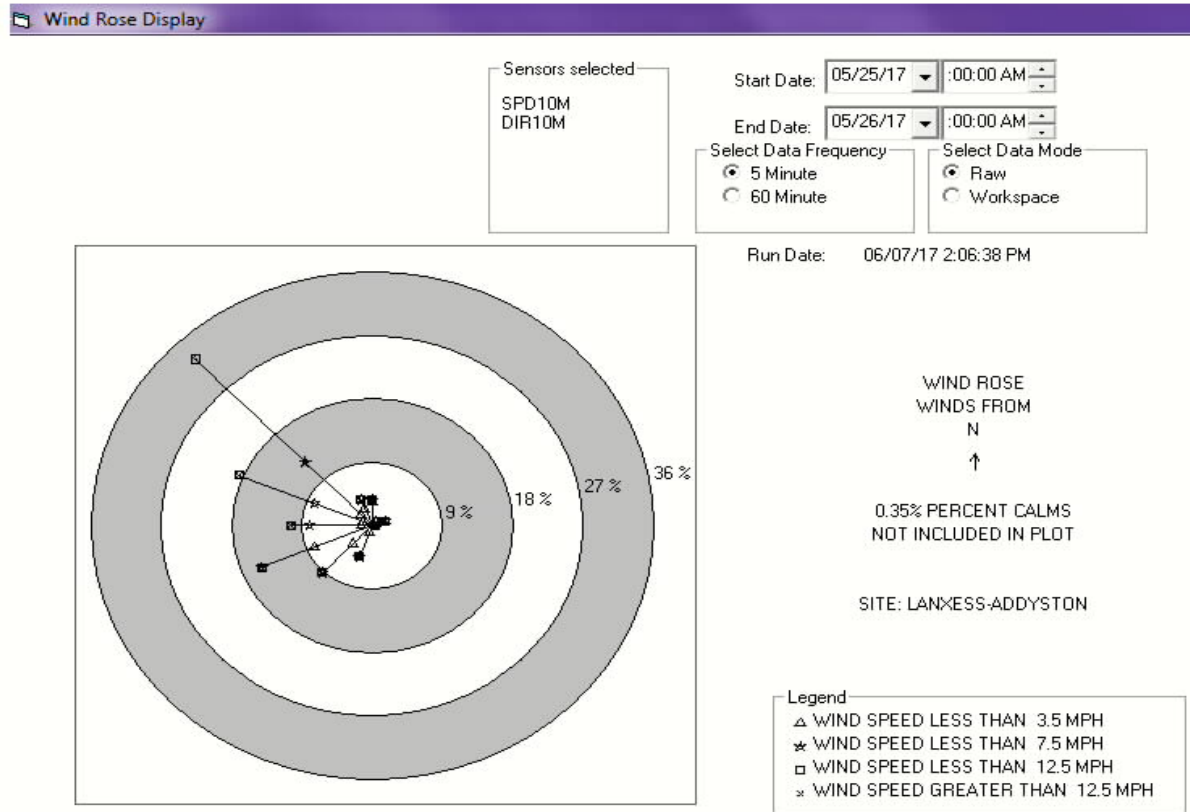 Wind Rose Display
Sensors selected
SPD10M
DIR10M
Start Date: 05/25/17 :00:00 AM
End Date: 05/26/17 :00:00 AM
Select Data Frequency
5 Minute
60 Minute
Select Data Mode
Raw
Workspace
Run Date: 06/07/17 2:06:38 PM
9 %
18 %
27 %
36 %
WIND ROSE
WINDS FROM
N
0.35% PERCENT CALMS
NOT INCLUDED IN PLOT
SITE: LANXESS-ADDYSTON
Legend
WIND SPEED LESS THAN 3.5 MPH
WIND SPEED LESS THAN 7.5 MPH
WIND SPEED LESS THAN 12.5 MPH
WIND SPEED GREATER THAN 12.5 MPH